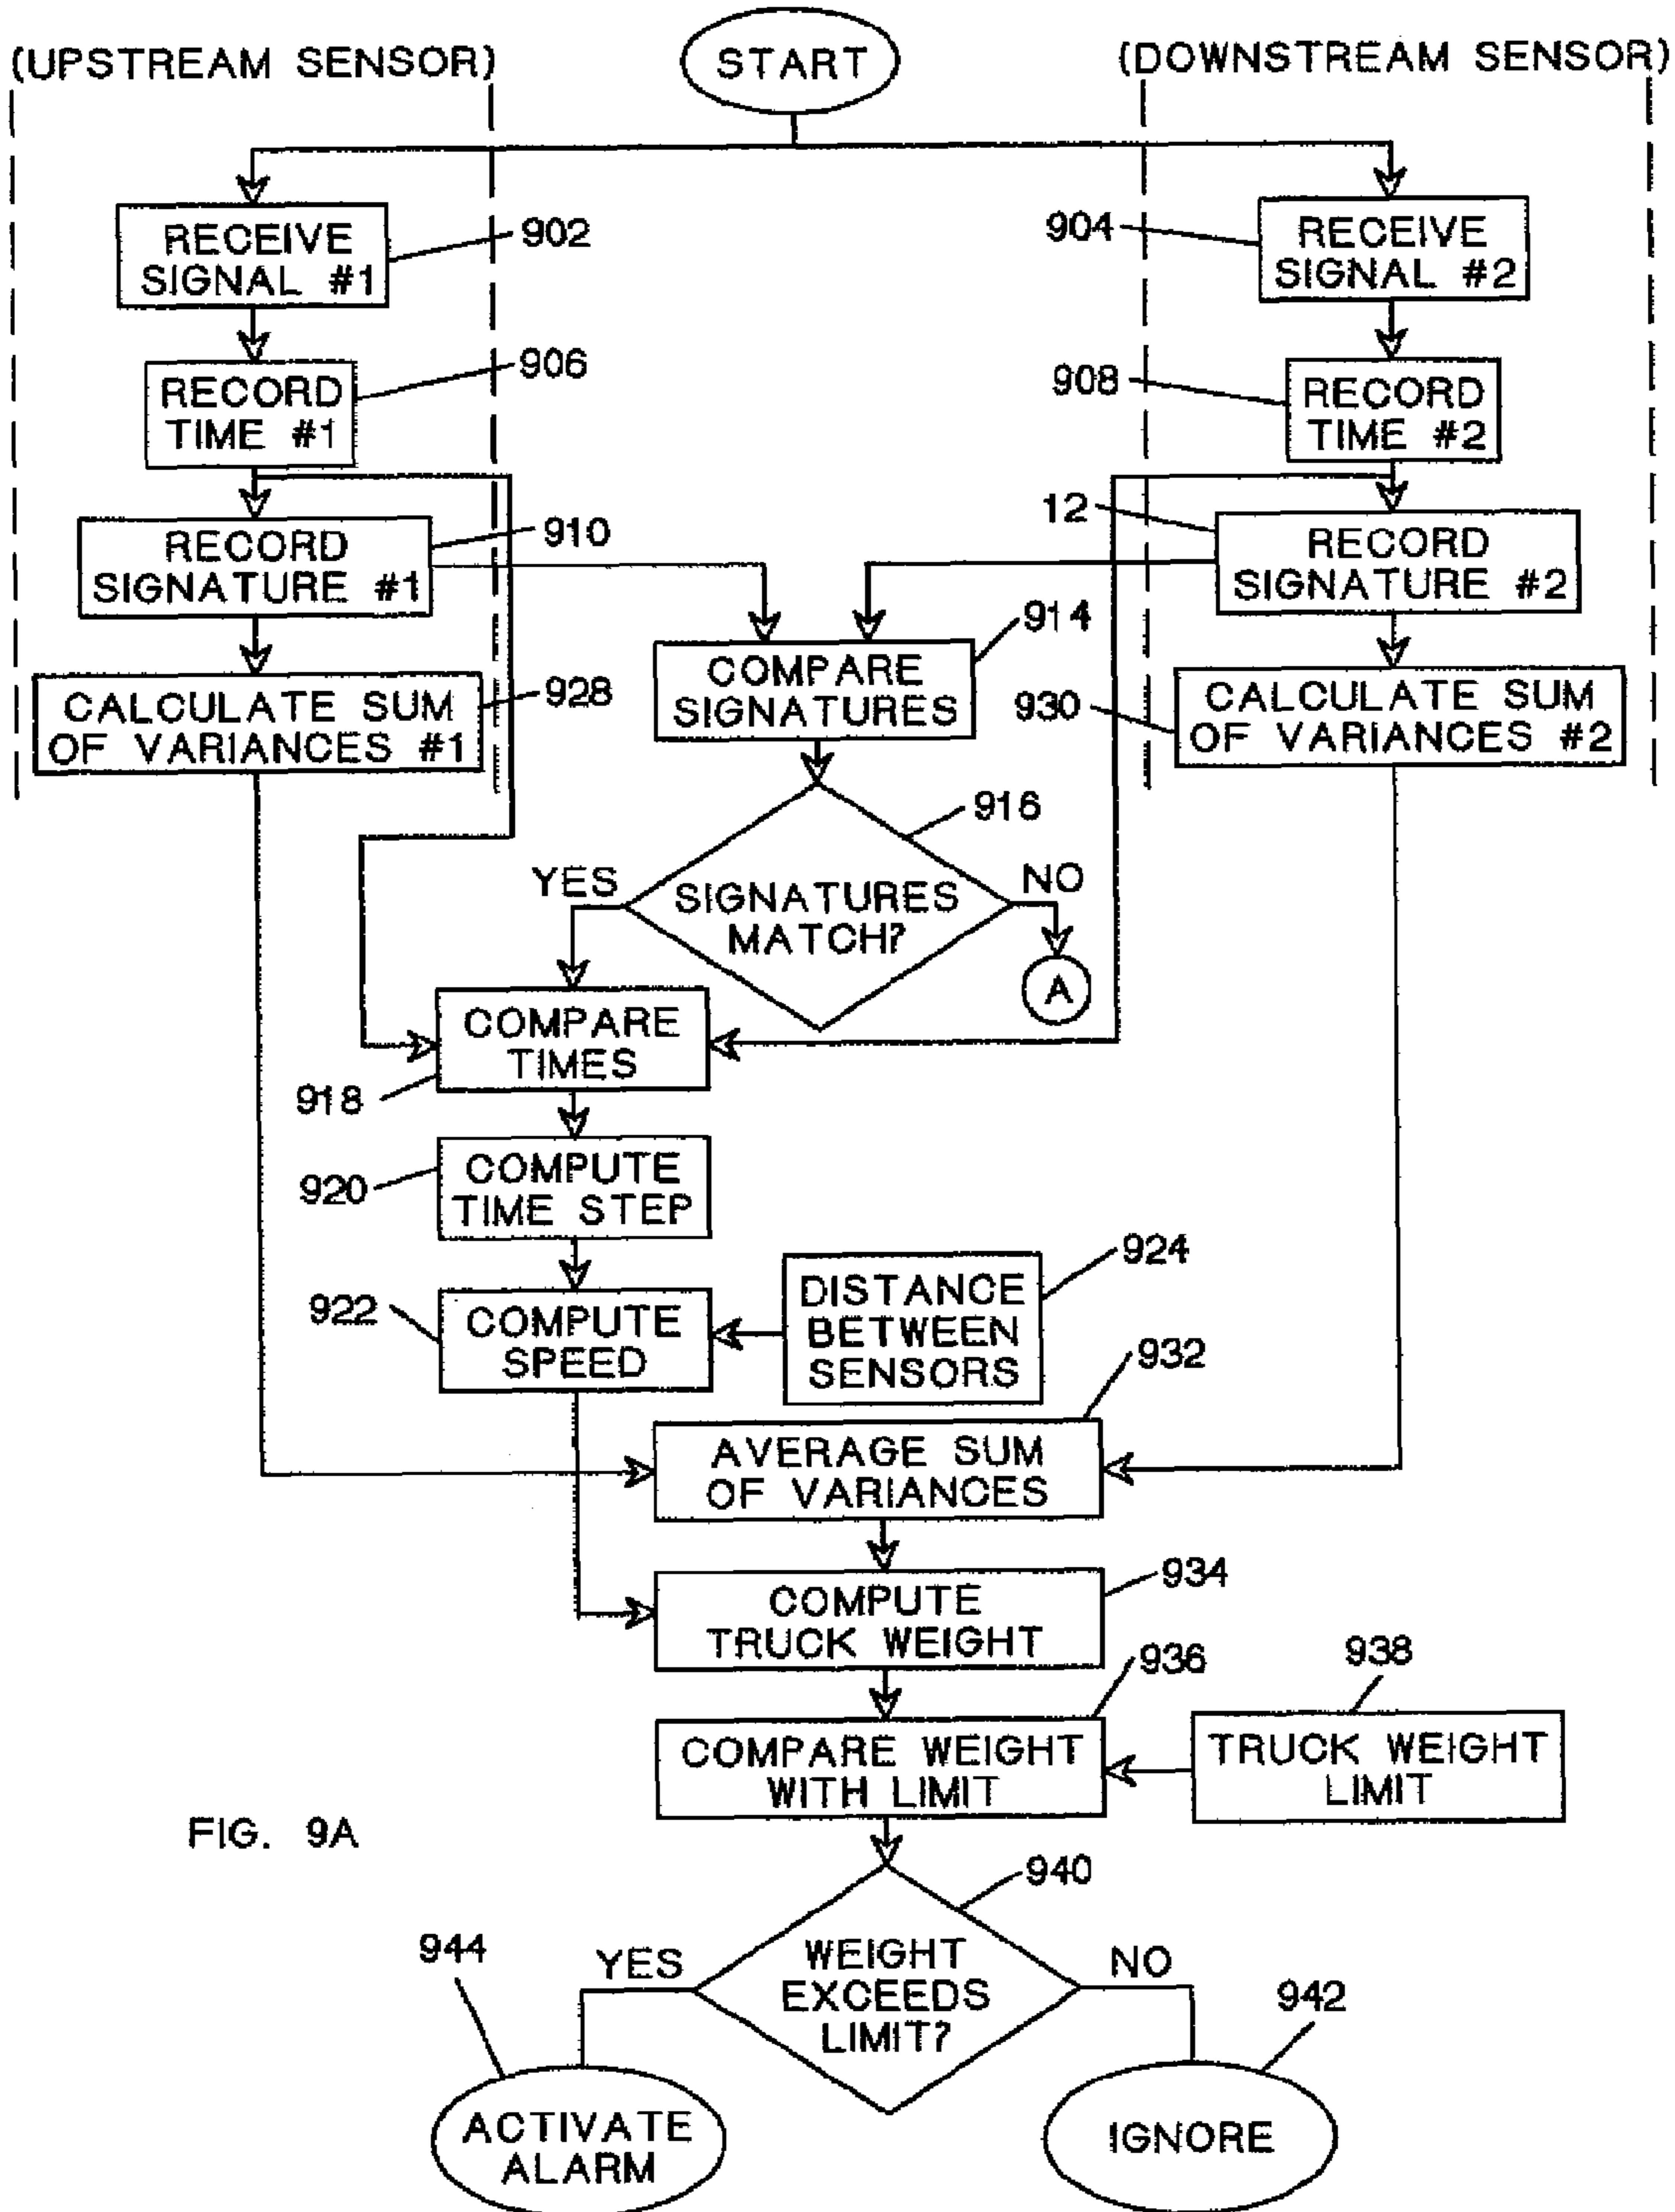 START
(UPSTREAM SENSOR)
(DOWNSTREAM SENSOR)
RECEIVE
SIGNAL #1
902
904
RECEIVE
SIGNAL #2
RECORD
TIME #1
906
908
RECORD
TIME #2
RECORD
SIGNATURE #1
910
12
RECORD
SIGNATURE #2
914
COMPARE
SIGNATURES
CALCULATE SUM
OF VARIANCES #1
928
930
CALCULATE SUM
OF VARIANCES #2
916
YES
SIGNATURES
MATCH?
NO
A
COMPARE
TIMES
918
COMPUTE
TIME STEP
920
922
COMPUTE
SPEED
924
DISTANCE
BETWEEN
SENSORS
932
AVERAGE SUM
OF VARIANCES
934
COMPUTE
TRUCK WEIGHT
936
938
COMPARE WEIGHT
WITH LIMIT
TRUCK WEIGHT
LIMIT
FIG. 9A
940
944
YES
WEIGHT
EXCEEDS
LIMIT?
NO
942
ACTIVATE
ALARM
IGNORE